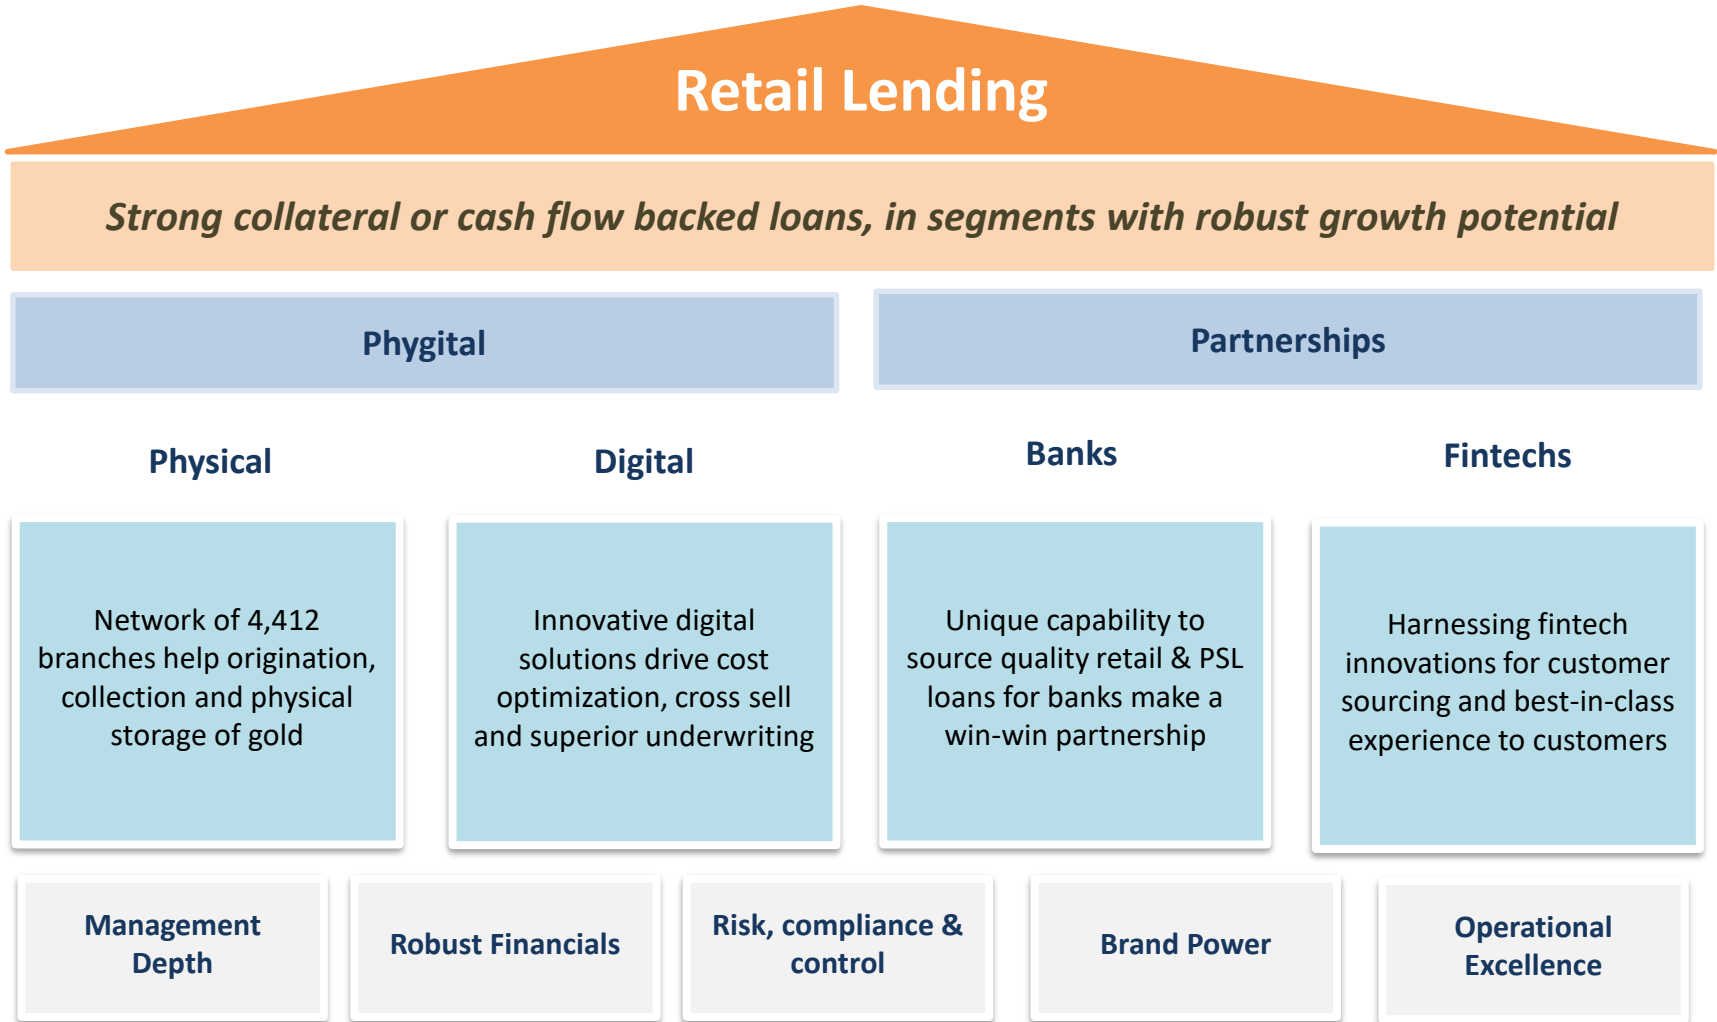 Retail Lending
Strong collateral or cash flow backed loans, in segments with robust growth potential
Phygital
Partnerships
Physical
Digital
Banks
Fintechs
Network of 4,412
branches help origination,
collection and physical
storage of gold
Innovative digital
solutions drive cost
optimization, cross sell
and superior underwriting
Unique capability to
source quality retail & PSL
loans for banks make a
win-win partnership
Harnessing fintech
innovations for customer
sourcing and best-in-class
experience to customers
Management
Depth
Robust Financials
Risk, compliance &
control
Brand Power
Operational
Excellence